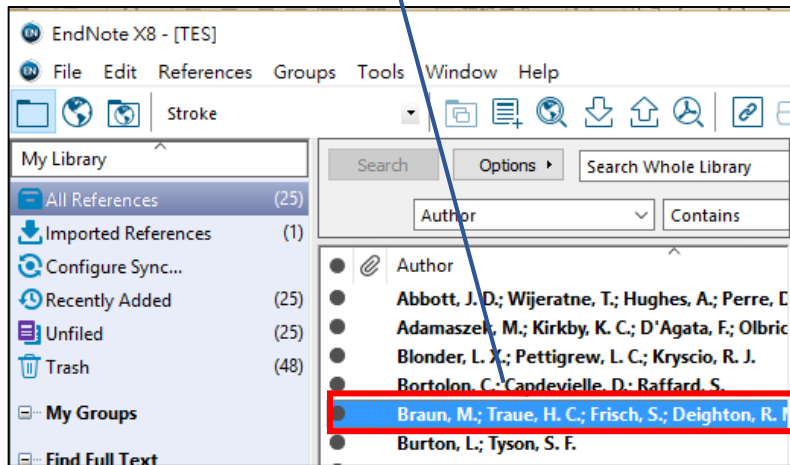 EndNote X8 - [TES]
File Edit References Groups Tools Window Help
Stroke
My Library
Search Options Search Whole Library
All References (25)
Author Contains
Imported References (1)
Configure Sync...
Author
Recently Added (25)
Abbott, J. D.; Wijeratne, T.; Hughes, A.; Perre, D
Unfiled (25)
Adamaszek, M.; Kirkby, K. C.; D'Agata, F.; Olbric
Trash (48)
Blonder, L. X.; Pettigrew, L. C.; Kryscio, R. J.
Bortolon, C.; Capdevielle, D.; Raffard, S.
My Groups
Braun, M.; Traue, H. C.; Frisch, S.; Deighton, R. M
Burton, L.; Tyson, S. F.
Find Full Text